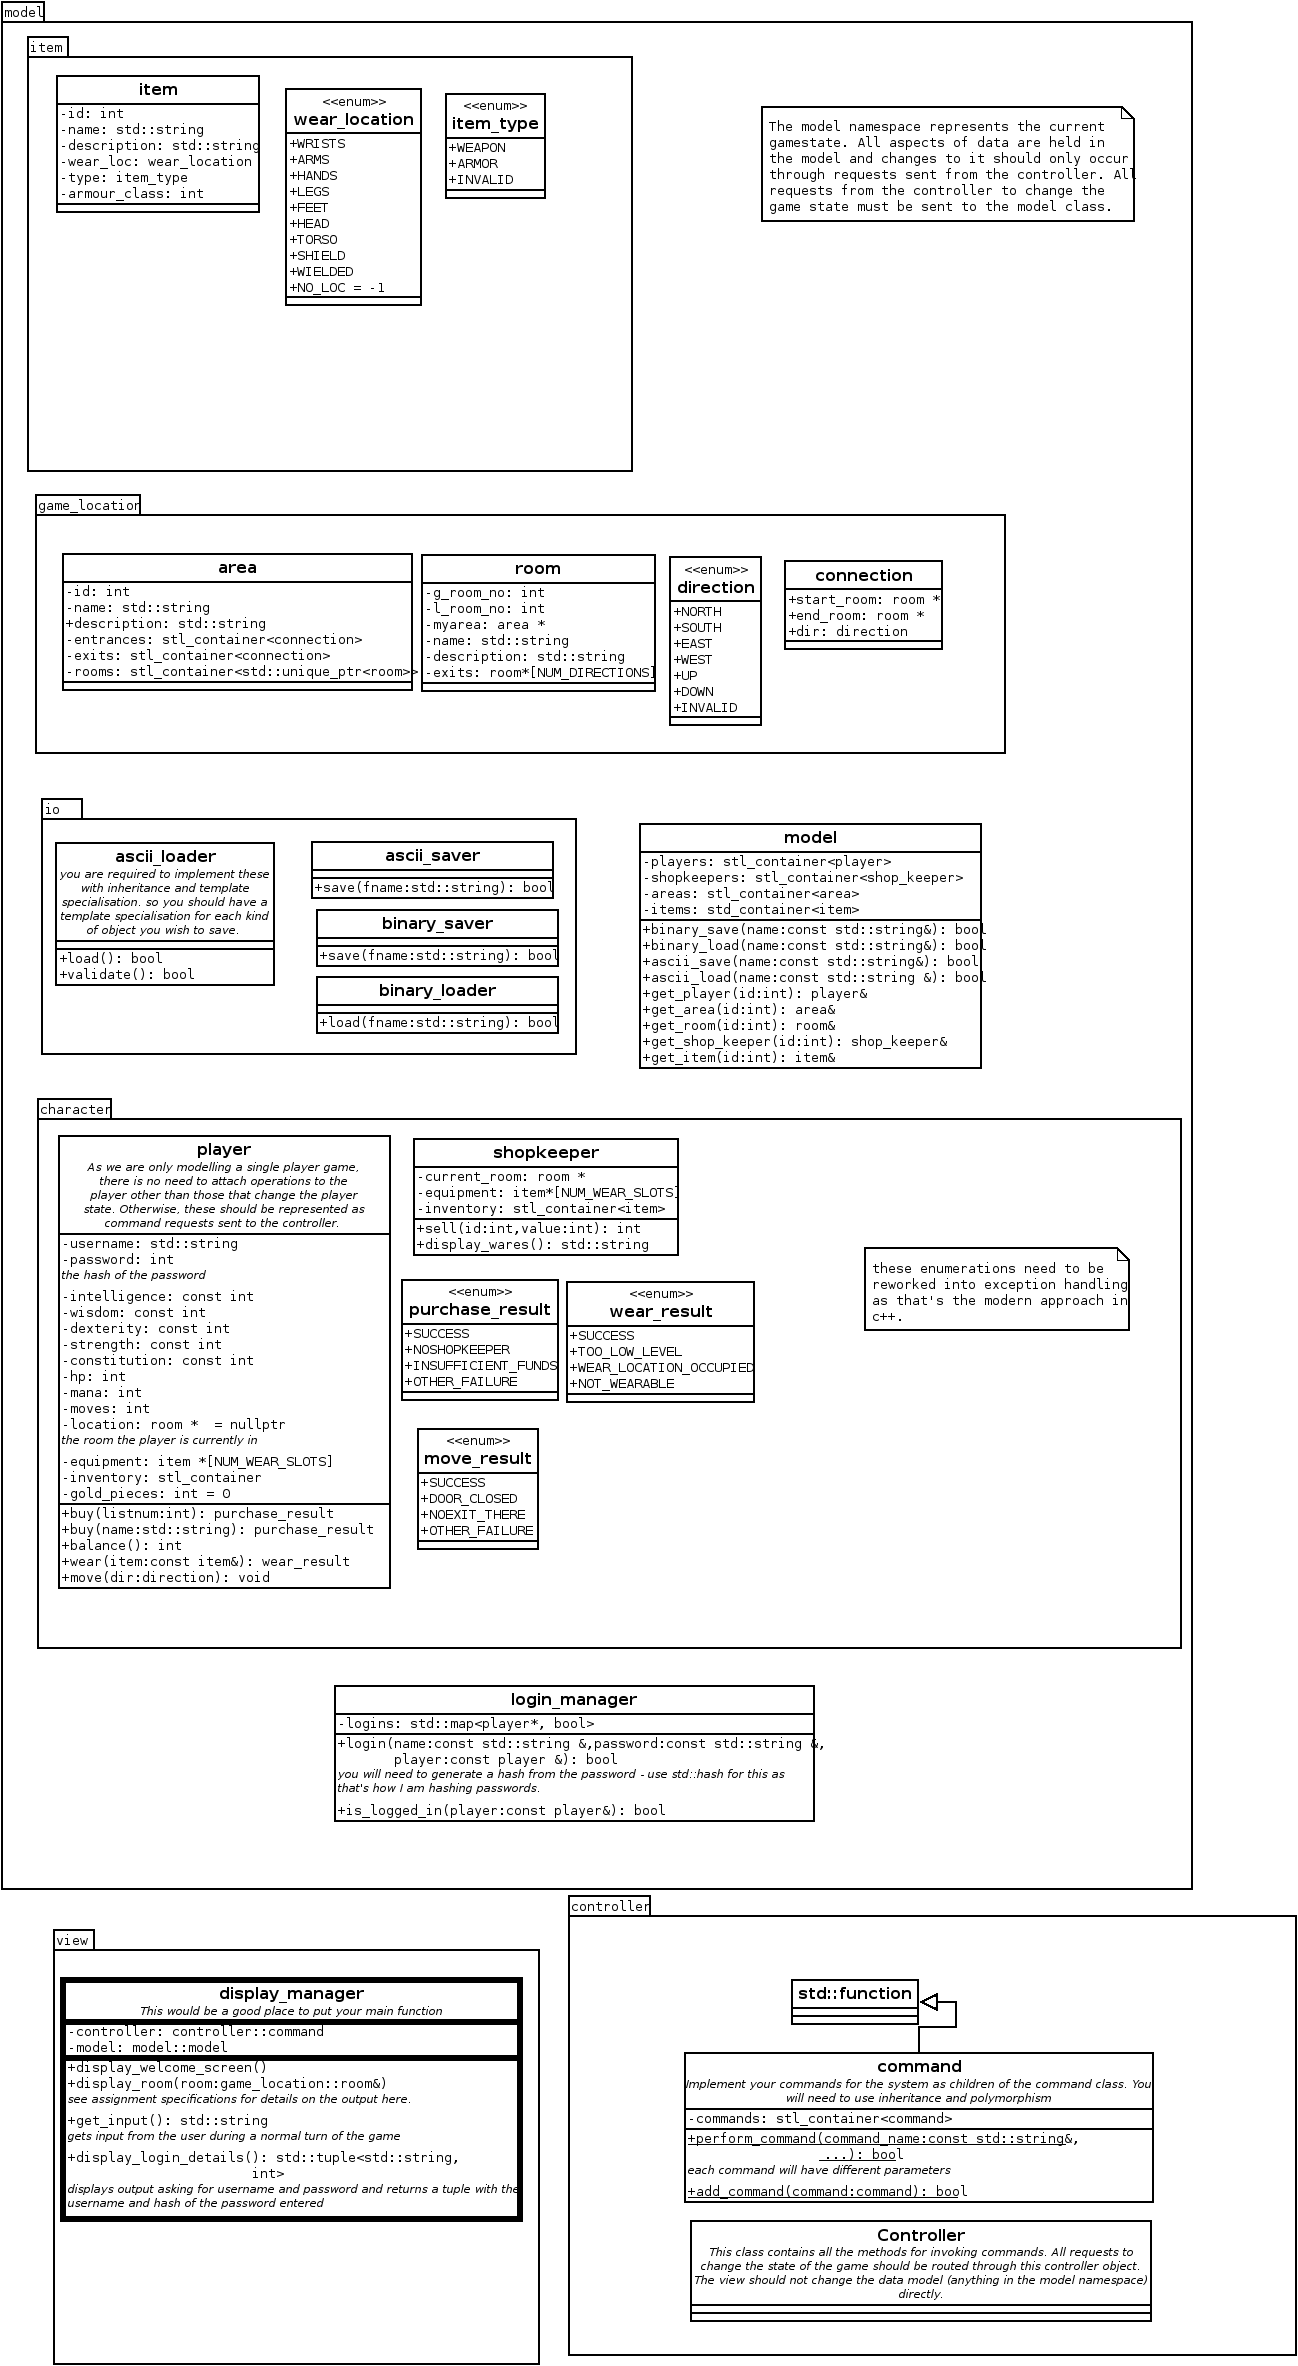 model
item
item
-id: int
-name: std::string
-description: std::string
-wear_loc: wear_location
-type: item_type
-armour_class: int
<<enum>>
wear_location
+WRISTS
+ARMS
+HANDS
+LEGS
+FEET
+HEAD
+TORSO
+SHIELD
+WIELDED
+NO_LOC = -1
<<enum>>
item_type
+WEAPON
+ARMOR
+INVALID
The model namespace represents the current
gamestate. All aspects of data are held in
the model and changes to it should only occur
through requests sent from the controller. All
requests from the controller to change the
game state must be sent to the model class.
game_location
area
-id: int
-name: std::string
+description: std::string
-entrances: stl_container<connection>
-exits: stl_container<connection>
-rooms: stl_container<std::unique_ptr<room>>
room
-g_room_no: int
-l_room_no: int
-myarea: area *
-name: std::string
-description: std::string
-exits: room*[NUM_DIRECTIONS]
<<enum>>
direction
+NORTH
+SOUTH
+EAST
+WEST
+UP
+DOWN
+INVALID
connection
+start_room: room *
+end_room: room *
+dir: direction
io
ascii_loader
you are required to implement these
with inheritance and template
specialisation. so you should have a
template specialisation for each kind
of object you wish to save.
+load(): bool
+validate(): bool
ascii_saver
+save(fname:std::string): bool
binary_saver
+save(fname:std::string): bool
binary_loader
+load(fname:std::string): bool
model
-players: stl_container<player>
-shopkeepers: stl_container<shop_keeper>
-areas: stl_container<area>
-items: std_container<item>
+binary_save(name:const std::string&): bool
+binary_load(name:const std::string&): bool
+ascii_save(name:const std::string&): bool
+ascii_load(name:const std::string &): bool
+get_player(id:int): player&
+get_area(id:int): area&
+get_room(id:int): room&
+get_shop_keeper(id:int): shop_keeper&
+get_item(id:int): item&
character
player
As we are only modelling a single player game,
there is no need to attach operations to the
player other than those that change the player
state. Otherwise, these should be represented as
command requests sent to the controller.
-username: std::string
-password: int
the hash of the password
-intelligence: const int
-wisdom: const int
-dexterity: const int
-strength: const int
-constitution: const int
-hp: int
-mana: int
-moves: int
-location: room *  = nullptr
the room the player is currently in
-equipment: item *[NUM_WEAR_SLOTS]
-inventory: stl_container
-gold_pieces: int = 0
+buy(listnum:int): purchase_result
+buy(name:std::string): purchase_result
+balance(): int
+wear(item:const item&): wear_result
+move(dir:direction): void
shopkeeper
-current_room: room *
-equipment: item*[NUM_WEAR_SLOTS]
-inventory: stl_container<item>
+sell(id:int,value:int): int
+display_wares(): std::string
<<enum>>
purchase_result
+SUCCESS
+NOSHOPKEEPER
+INSUFFICIENT_FUNDS
+OTHER_FAILURE
<<enum>>
wear_result
+SUCCESS
+TOO_LOW_LEVEL
+WEAR_LOCATION_OCCUPIED
+NOT_WEARABLE
<<enum>>
move_result
+SUCCESS
+DOOR_CLOSED
+NOEXIT_THERE
+OTHER_FAILURE
these enumerations need to be
reworked into exception handling
as that's the modern approach in
c++.
login_manager
-logins: std::map<player*, bool>
+login(name:const std::string &,password:const std::string &,
player:const player &): bool
you will need to generate a hash from the password - use std::hash for this as
that's how I am hashing passwords.
+is_logged_in(player:const player&): bool
view
display_manager
This would be a good place to put your main function
-controller: controller::command
-model: model::model
+display_welcome_screen()
+display_room(room:game_location::room&)
see assignment specifications for details on the output here.
+get_input(): std::string
gets input from the user during a normal turn of the game
+display_login_details(): std::tuple<std::string,
int>
displays output asking for username and password and returns a tuple with the
username and hash of the password entered
controller
std::function
command
Implement your commands for the system as children of the command class. You
will need to use inheritance and polymorphism
-commands: stl_container<command>
+perform_command(command_name:const std::string&,
...): bool
each command will have different parameters
+add_command(command:command): bool
Controller
This class contains all the methods for invoking commands. All requests to
change the state of the game should be routed through this controller object.
The view should not change the data model (anything in the model namespace)
directly.